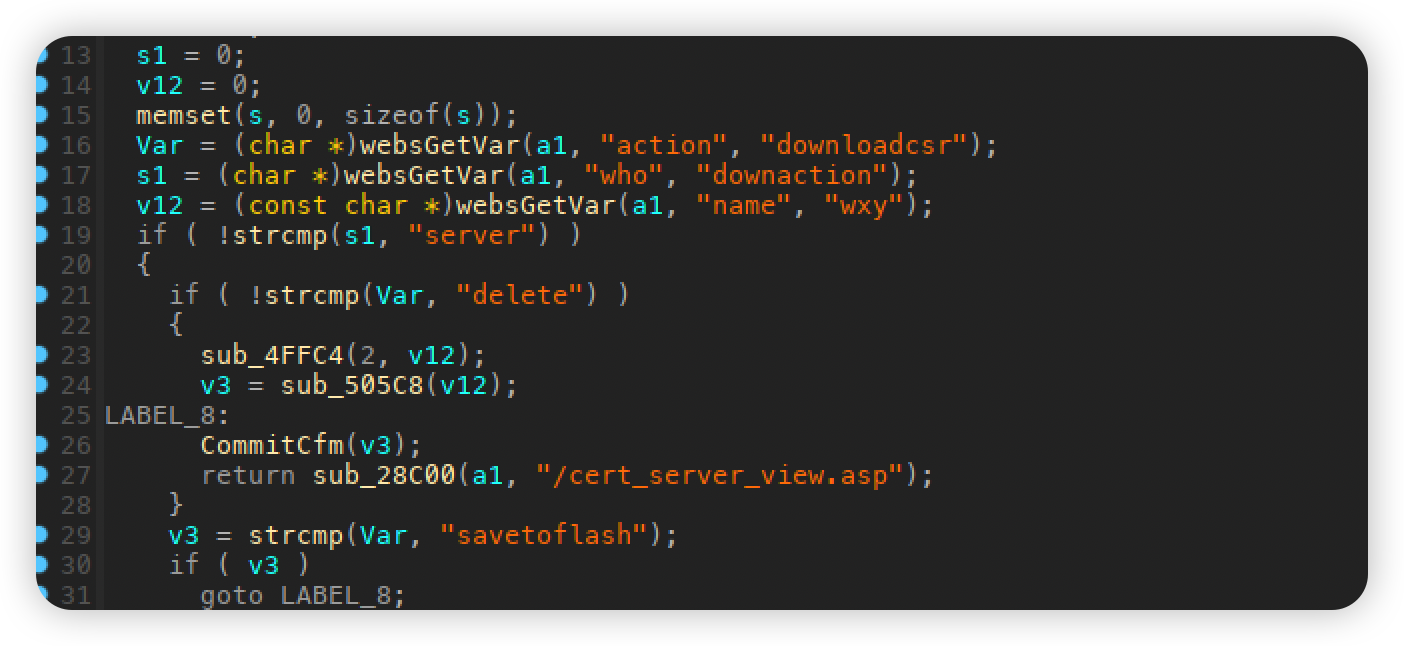 13 s1 = 0;
14 v12 = 0;
15 memset(s, 0, sizeof(s));
16 Var = (char *)websGetVar(a1, "action", "downloadcsr");
17 s1 = (char *)websGetVar(a1, "who", "downaction");
18 v12 = (const char *)websGetVar(a1, "name", "wxy");
19 if ( !strcmp(s1, "server") )
20 {
21 if ( !strcmp(Var, "delete") )
22 {
23 sub_4FFC4(2, v12);
24 v3 = sub_505C8(v12);
25 LABEL_8:
26 CommitCfm(v3);
27 return sub_28C00(a1, "/cert_server_view.asp");
28 }
29 v3 = strcmp(Var, "savetoflash");
30 if ( v3 )
31 goto LABEL_8;